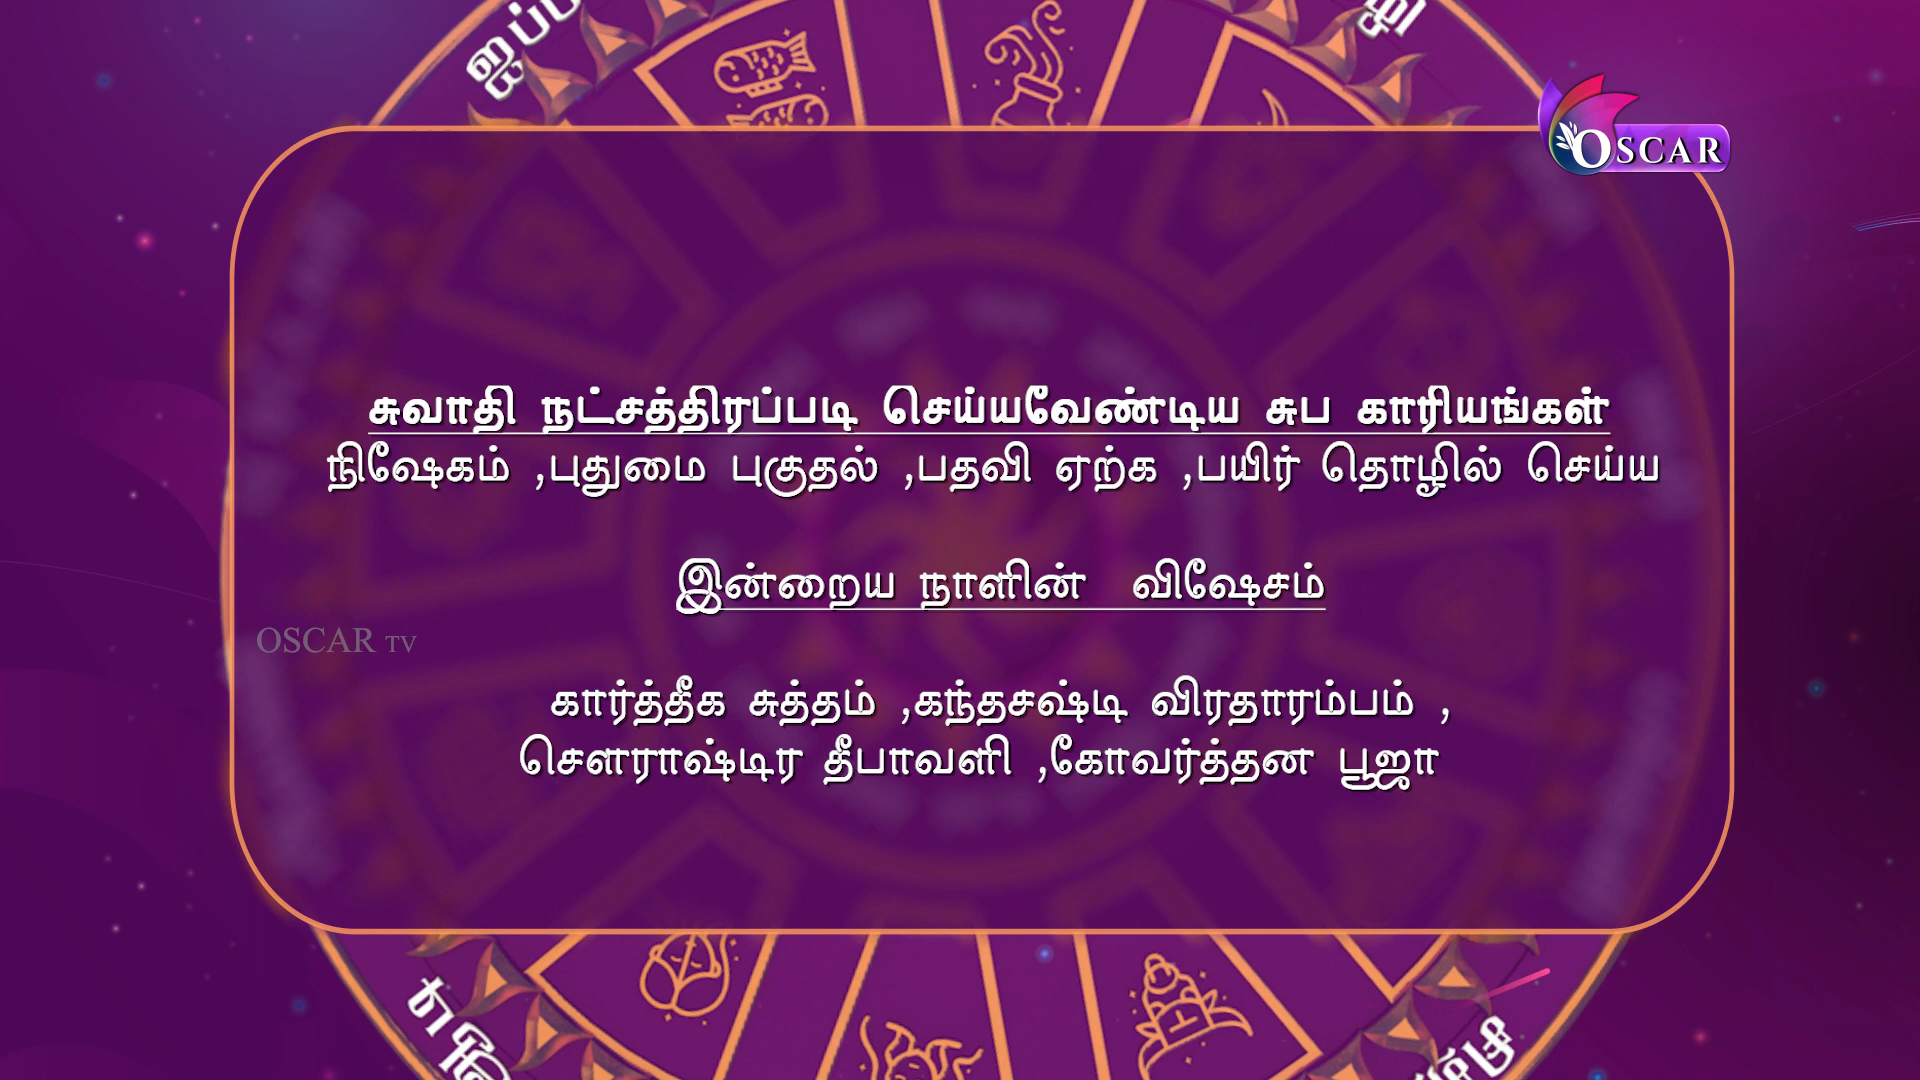 OSCAR
சுவாதி நட்சத்திரப்படி செய்யவேண்டிய சுப காரியங்கள்
நிஷேகம் ,புதுமை புகுதல் ,பதவி ஏற்க ,பயிர் தொழில் செய்ய
இன்றைய நாளின் விஷேசம்
OSCAR TV
கார்த்தீக சுத்தம் ,கந்தசஷ்டி விரதாரம்பம் ,
சௌராஷ்டிர தீபாவளி ,கோவர்த்தன பூஜா